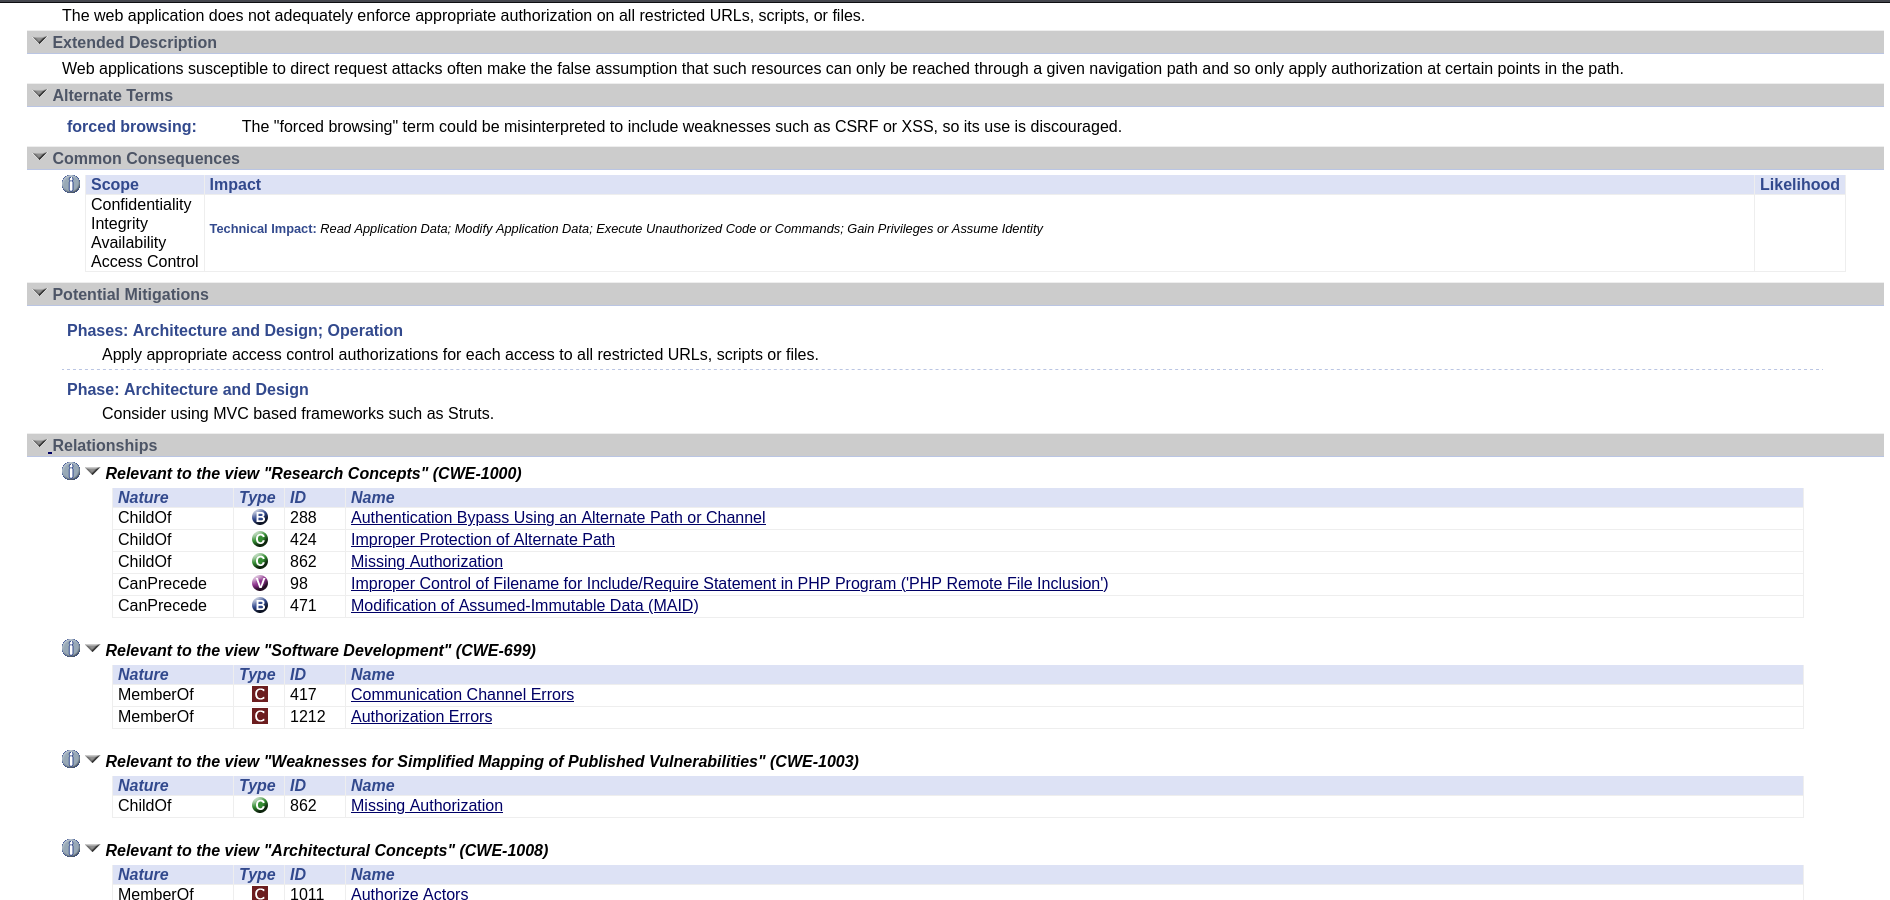 The web application does not adequately enforce appropriate authorization on all restricted URLs, scripts, or files.
Extended Description
Web applications susceptible to direct request attacks often make the false assumption that such resources can only be reached through a given navigation path and so only apply authorization at certain points in the path.
Alternate Terms
forced browsing: The "forced browsing" term could be misinterpreted to include weaknesses such as CSRF or XSS, so its use is discouraged.
Common Consequences
Scope Impact Likelihood
Confidentiality
Integrity
Availability
Access Control
Technical Impact: Read Application Data; Modify Application Data; Execute Unauthorized Code or Commands; Gain Privileges or Assume Identity
Potential Mitigations
Phases: Architecture and Design; Operation
Apply appropriate access control authorizations for each access to all restricted URLs, scripts or files.
Phase: Architecture and Design
Consider using MVC based frameworks such as Struts.
Relationships
Relevant to the view "Research Concepts" (CWE-1000)
Nature Type ID Name
ChildOf B 288 Authentication Bypass Using an Alternate Path or Channel
ChildOf C 424 Improper Protection of Alternate Path
ChildOf C 862 Missing Authorization
CanPrecede V 98 Improper Control of Filename for Include/Require Statement in PHP Program ('PHP Remote File Inclusion')
CanPrecede B 471 Modification of Assumed-Immutable Data (MAID)
Relevant to the view "Software Development" (CWE-699)
Nature Type ID Name
MemberOf C 417 Communication Channel Errors
MemberOf C 1212 Authorization Errors
Relevant to the view "Weaknesses for Simplified Mapping of Published Vulnerabilities" (CWE-1003)
Nature Type ID Name
ChildOf C 862 Missing Authorization
Relevant to the view "Architectural Concepts" (CWE-1008)
Nature Type ID Name
MemberOf C 1011 Authorize Actors